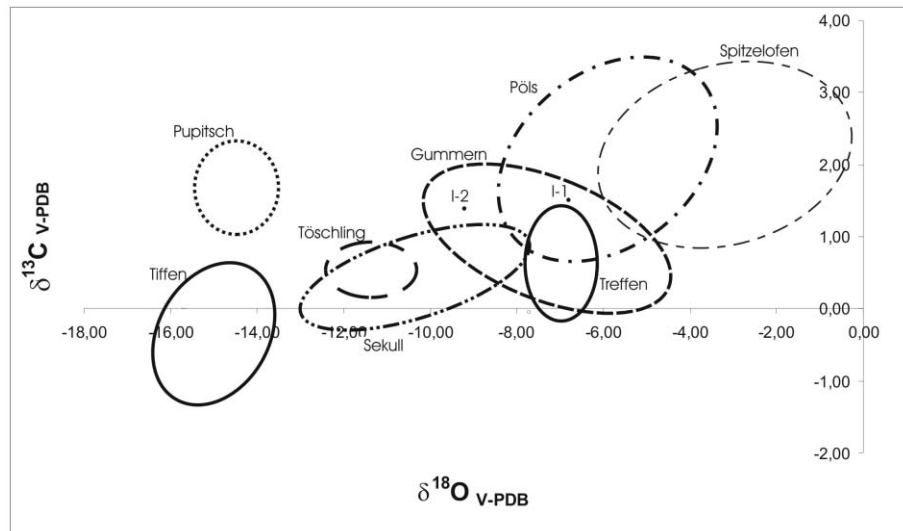 4,00
Spitzelofen
Pöls
3,00
Pupitsch
Gummern
2,00
I-1
I-2
δ13C V-PDB
Töschling
1,00
Tiffen
Treffen
0,00
-18,00 -16,00 -14,00 -12,00 -10,00 -8,00 -6,00 -4,00 -2,00 0,00
Sekull
-1,00
-2,00
δ18O V-PDB